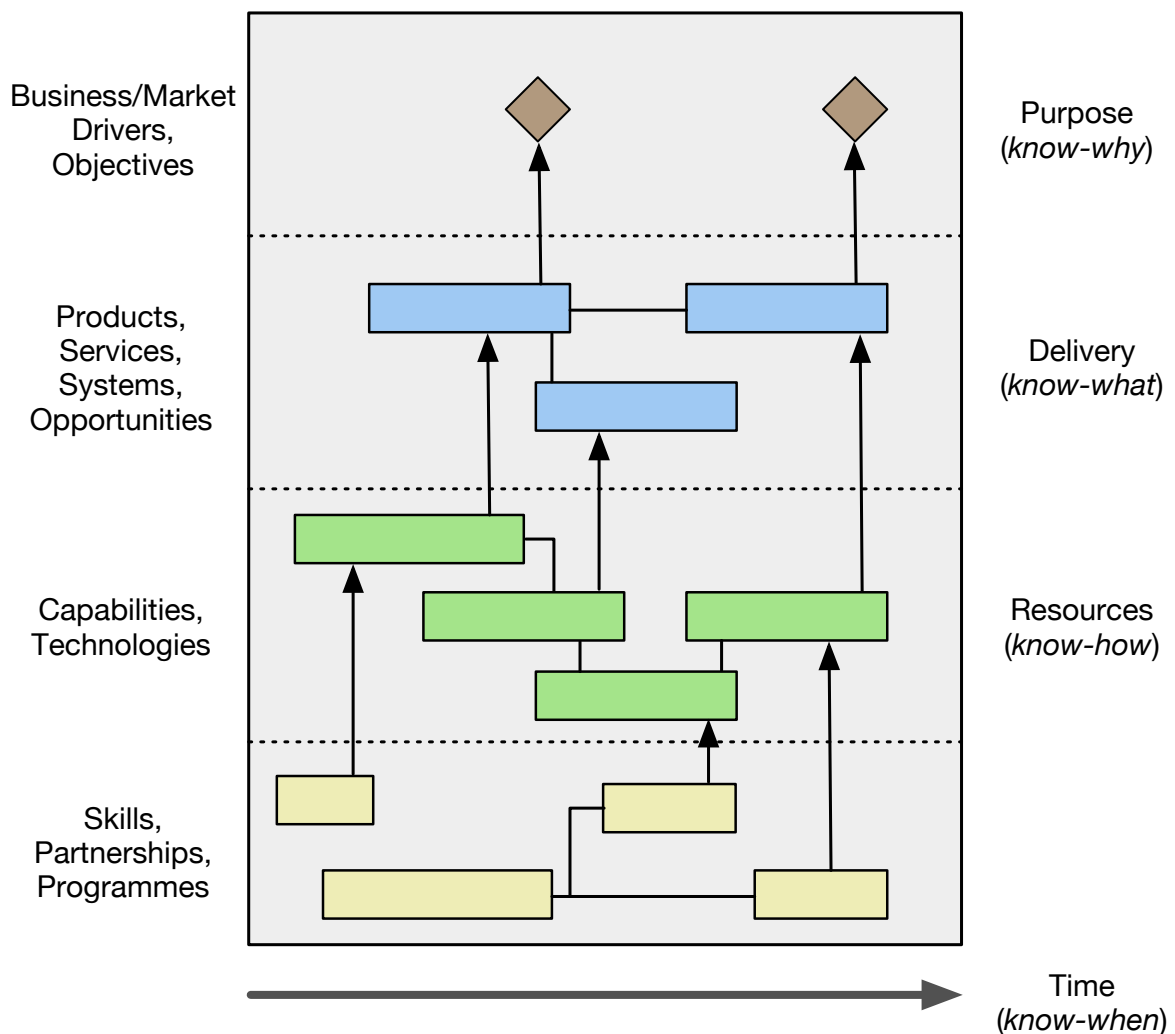 Business/Market
Drivers,
Objectives
Purpose
(know-why)
Products,
Services,
Systems,
Opportunities
Delivery
(know-what)
Capabilities,
Technologies
Resources
(know-how)
Skills,
Partnerships,
Programmes
Time
(know-when)